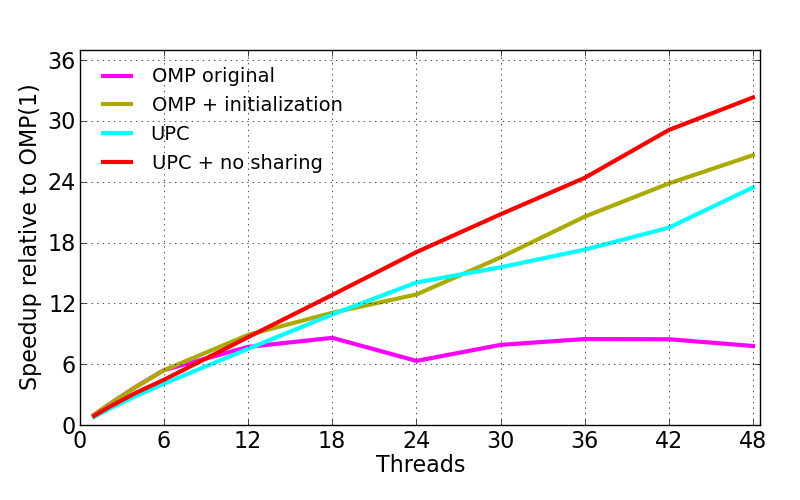 36
30
24
18
12
6
0
Speedup relative to OMP(1)
OMP original
OMP + initialization
UPC
UPC + no sharing
0 6 12 18 24 30 36 42 48
Threads